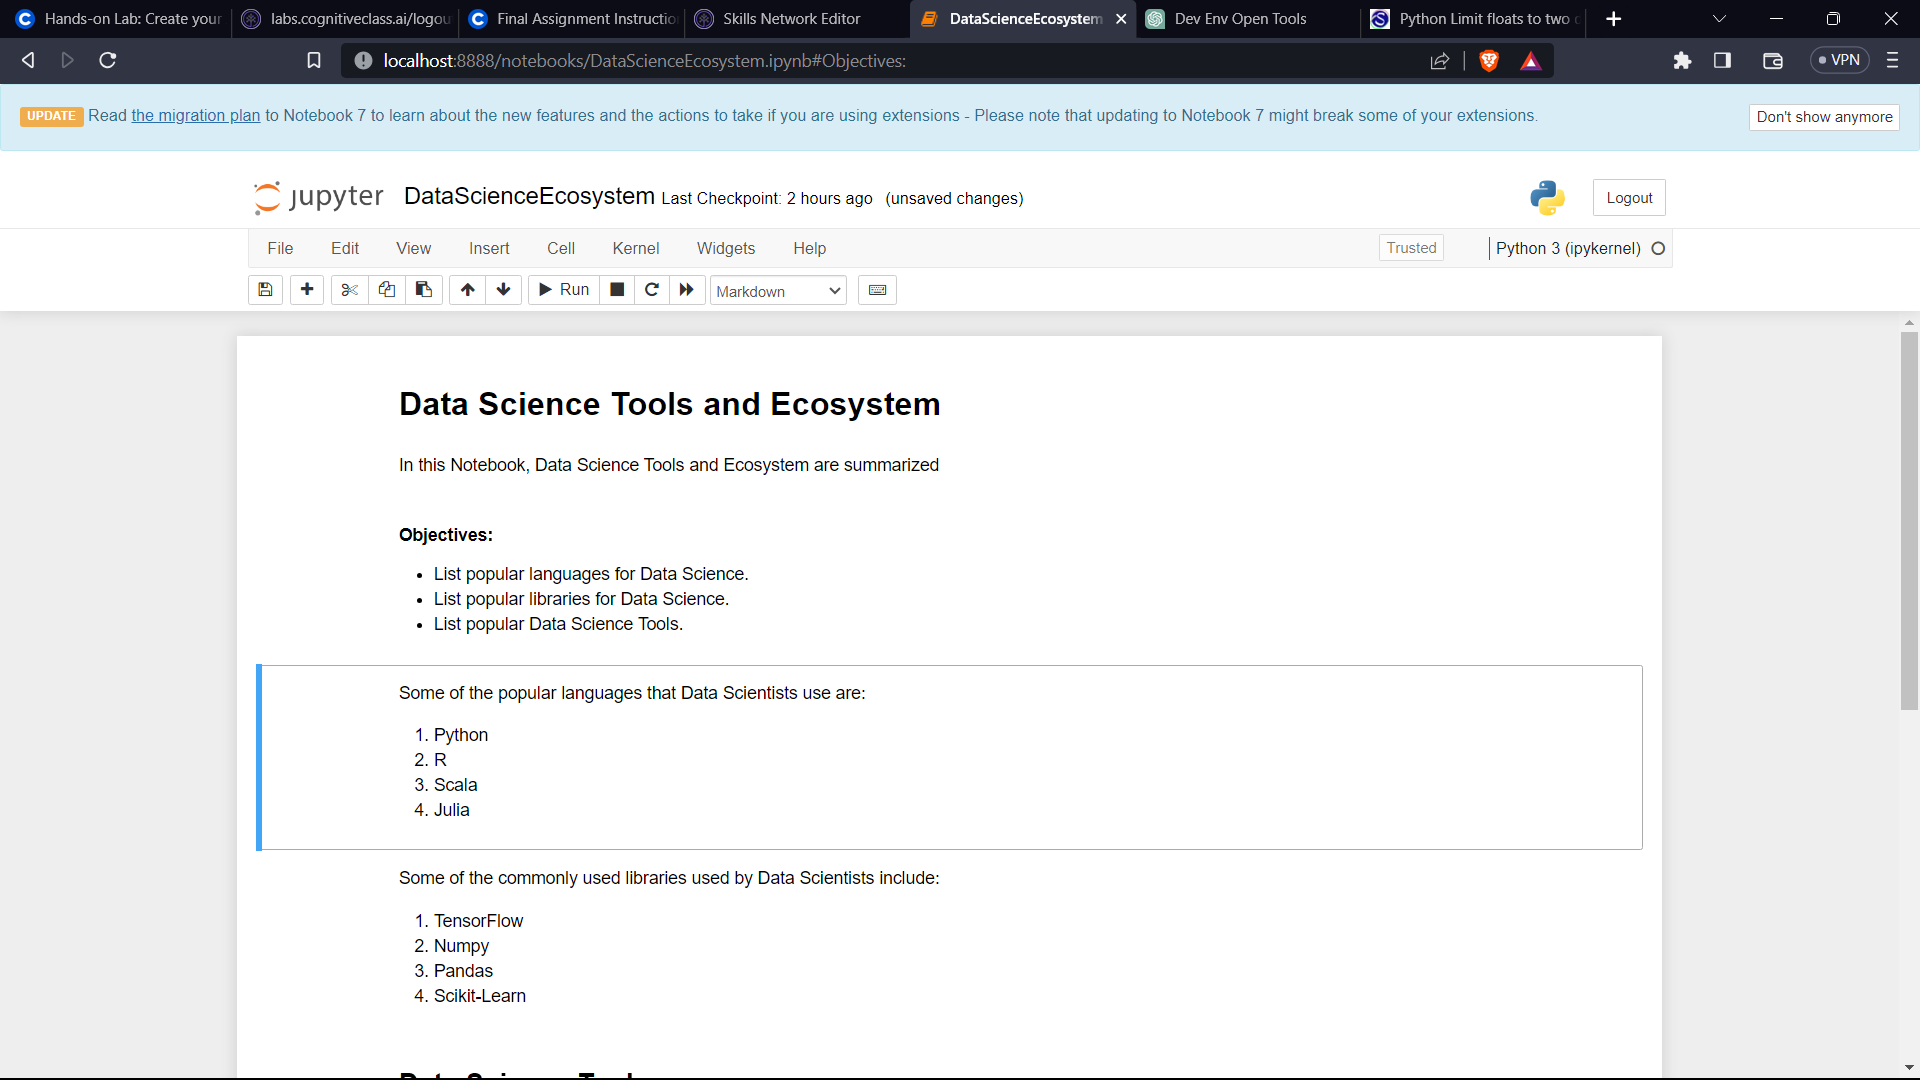 Hands-on Lab: Create your
labs.cognitiveclass.ai/logou
Final Assignment Instructio
Skills Network Editor
DataScienceEcosystem
Dev Env Open Tools
Python Limit floats to two
localhost:8888/notebooks/DataScienceEcosystem.ipynb#Objectives:
VPN
UPDATE Read the migration plan to Notebook 7 to learn about the new features and the actions to take if you are using extensions - Please note that updating to Notebook 7 might break some of your extensions.
Don't show anymore
jupyter DataScienceEcosystem Last Checkpoint: 2 hours ago (unsaved changes)
Logout
File Edit View Insert Cell Kernel Widgets Help
Trusted
Python 3 (ipykernel)
Run
Markdown
Data Science Tools and Ecosystem
In this Notebook, Data Science Tools and Ecosystem are summarized
Objectives:
• List popular languages for Data Science.
• List popular libraries for Data Science.
• List popular Data Science Tools.
Some of the popular languages that Data Scientists use are:
1. Python
2. R
3. Scala
4. Julia
Some of the commonly used libraries used by Data Scientists include:
1. TensorFlow
2. Numpy
3. Pandas
4. Scikit-Learn